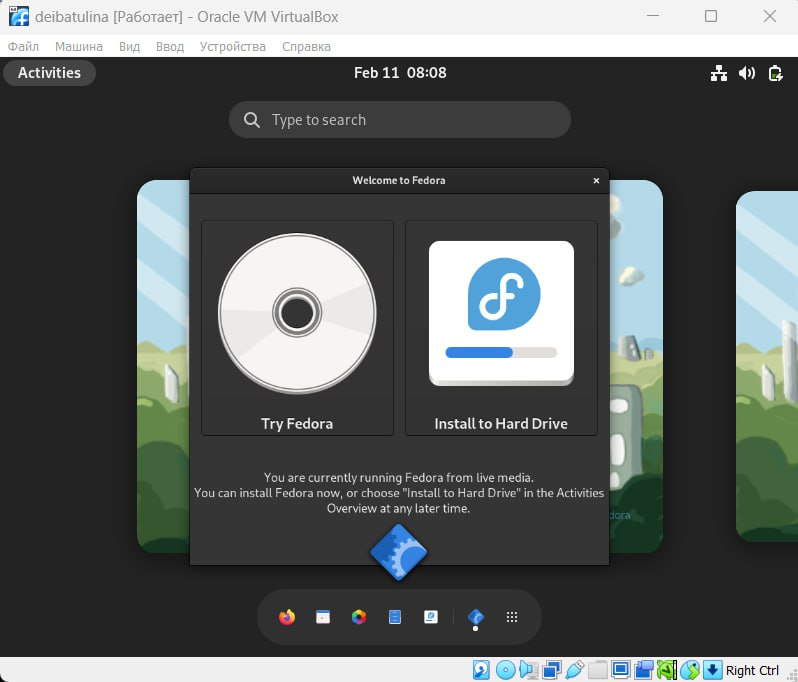 deibatulina [Работает] - Oracle VM VirtualBox
Файл Машина Вид Ввод Устройства Справка
Activities
Feb 11 08:08
Type to search
Welcome to Fedora
Try Fedora
Install to Hard Drive
You are currently running Fedora from live media.
You can install Fedora now, or choose "Install to Hard Drive" in the Activities
Overview at any later time.
dora
Right Ctrl